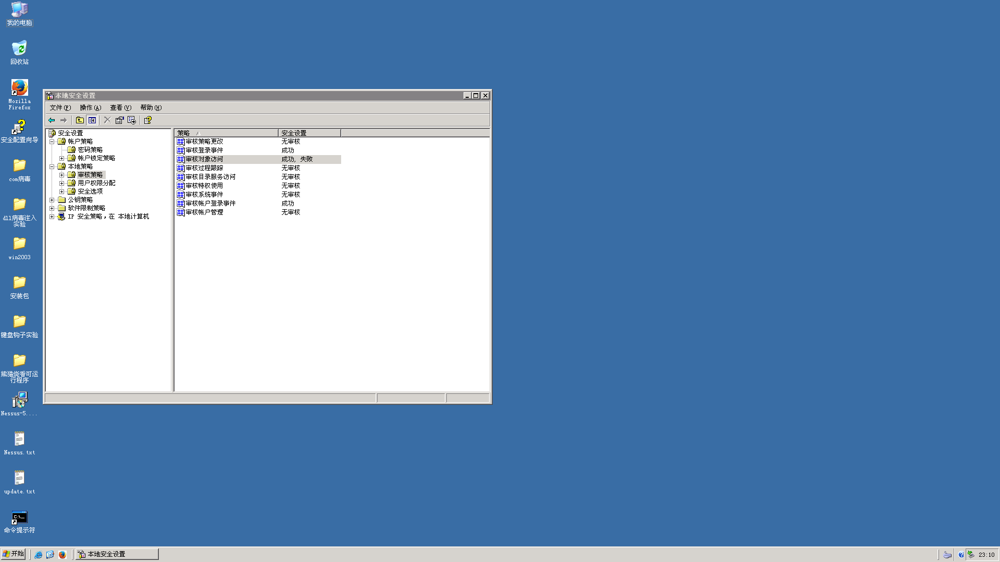 我的电脑
回收站
Mozilla
Firefox
安全配置向导
com病毒
dll病毒注入
实验
win2003
安装包
键盘钩子实验
熊猫烧香可运
行程序
Nessus-5....
Nessus.txt
update.txt
C:\_
命令提示符
本地安全设置
文件(F) 操作(A) 查看(V) 帮助(H)
安全设置
帐户策略
密码策略
帐户锁定策略
本地策略
审核策略
用户权限分配
安全选项
公钥策略
软件限制策略
IP 安全策略，在 本地计算机
策略 安全设置
审核策略更改 无审核
审核登录事件 成功
审核对象访问 成功, 失败
审核过程跟踪 无审核
审核目录服务访问 无审核
审核特权使用 无审核
审核系统事件 无审核
审核帐户登录事件 成功
审核帐户管理 无审核
开始 本地安全设置 23:10